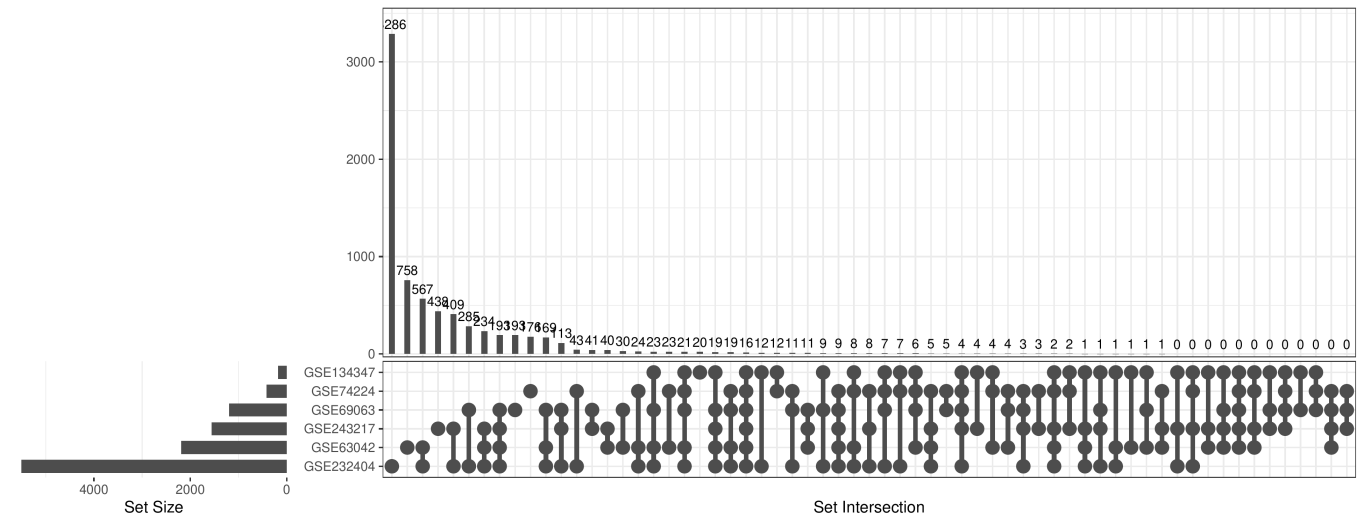 286
3000
2000
1000
0
758
567
438
409
285
234
193
193
176
169
113
43 41 40 30 24 23 23 21 20 19 19 16 12 12 11 11 9 9 8 8 7 7 6 5 5 4 4 4 4 3 3 2 2 1 1 1 1 1 1 0 0 0 0 0 0 0 0 0 0 0 0
GSE134347
GSE74224
GSE69063
GSE243217
GSE63042
GSE232404
4000 2000 0
Set Size
Set Intersection